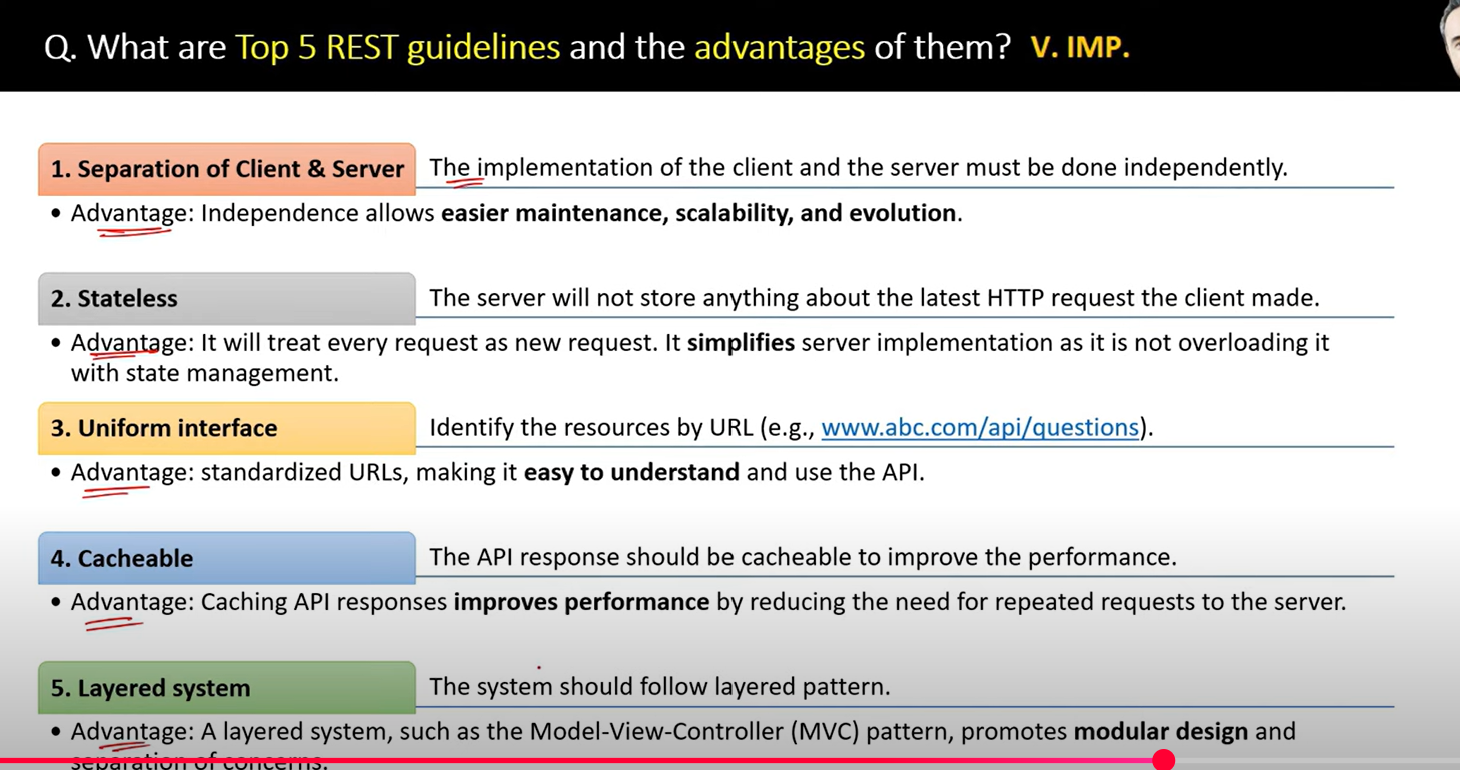 Q. What are Top 5 REST guidelines and the advantages of them? V. IMP.
1. Separation of Client & Server The implementation of the client and the server must be done independently.
• Advantage: Independence allows easier maintenance, scalability, and evolution.
2. Stateless The server will not store anything about the latest HTTP request the client made.
• Advantage: It will treat every request as new request. It simplifies server implementation as it is not overloading it
with state management.
3. Uniform interface Identify the resources by URL (e.g., www.abc.com/api/questions).
• Advantage: standardized URLs, making it easy to understand and use the API.
4. Cacheable The API response should be cacheable to improve the performance.
• Advantage: Caching API responses improves performance by reducing the need for repeated requests to the server.
5. Layered system The system should follow layered pattern.
• Advantage: A layered system, such as the Model-View-Controller (MVC) pattern, promotes modular design and
separation of concerns.